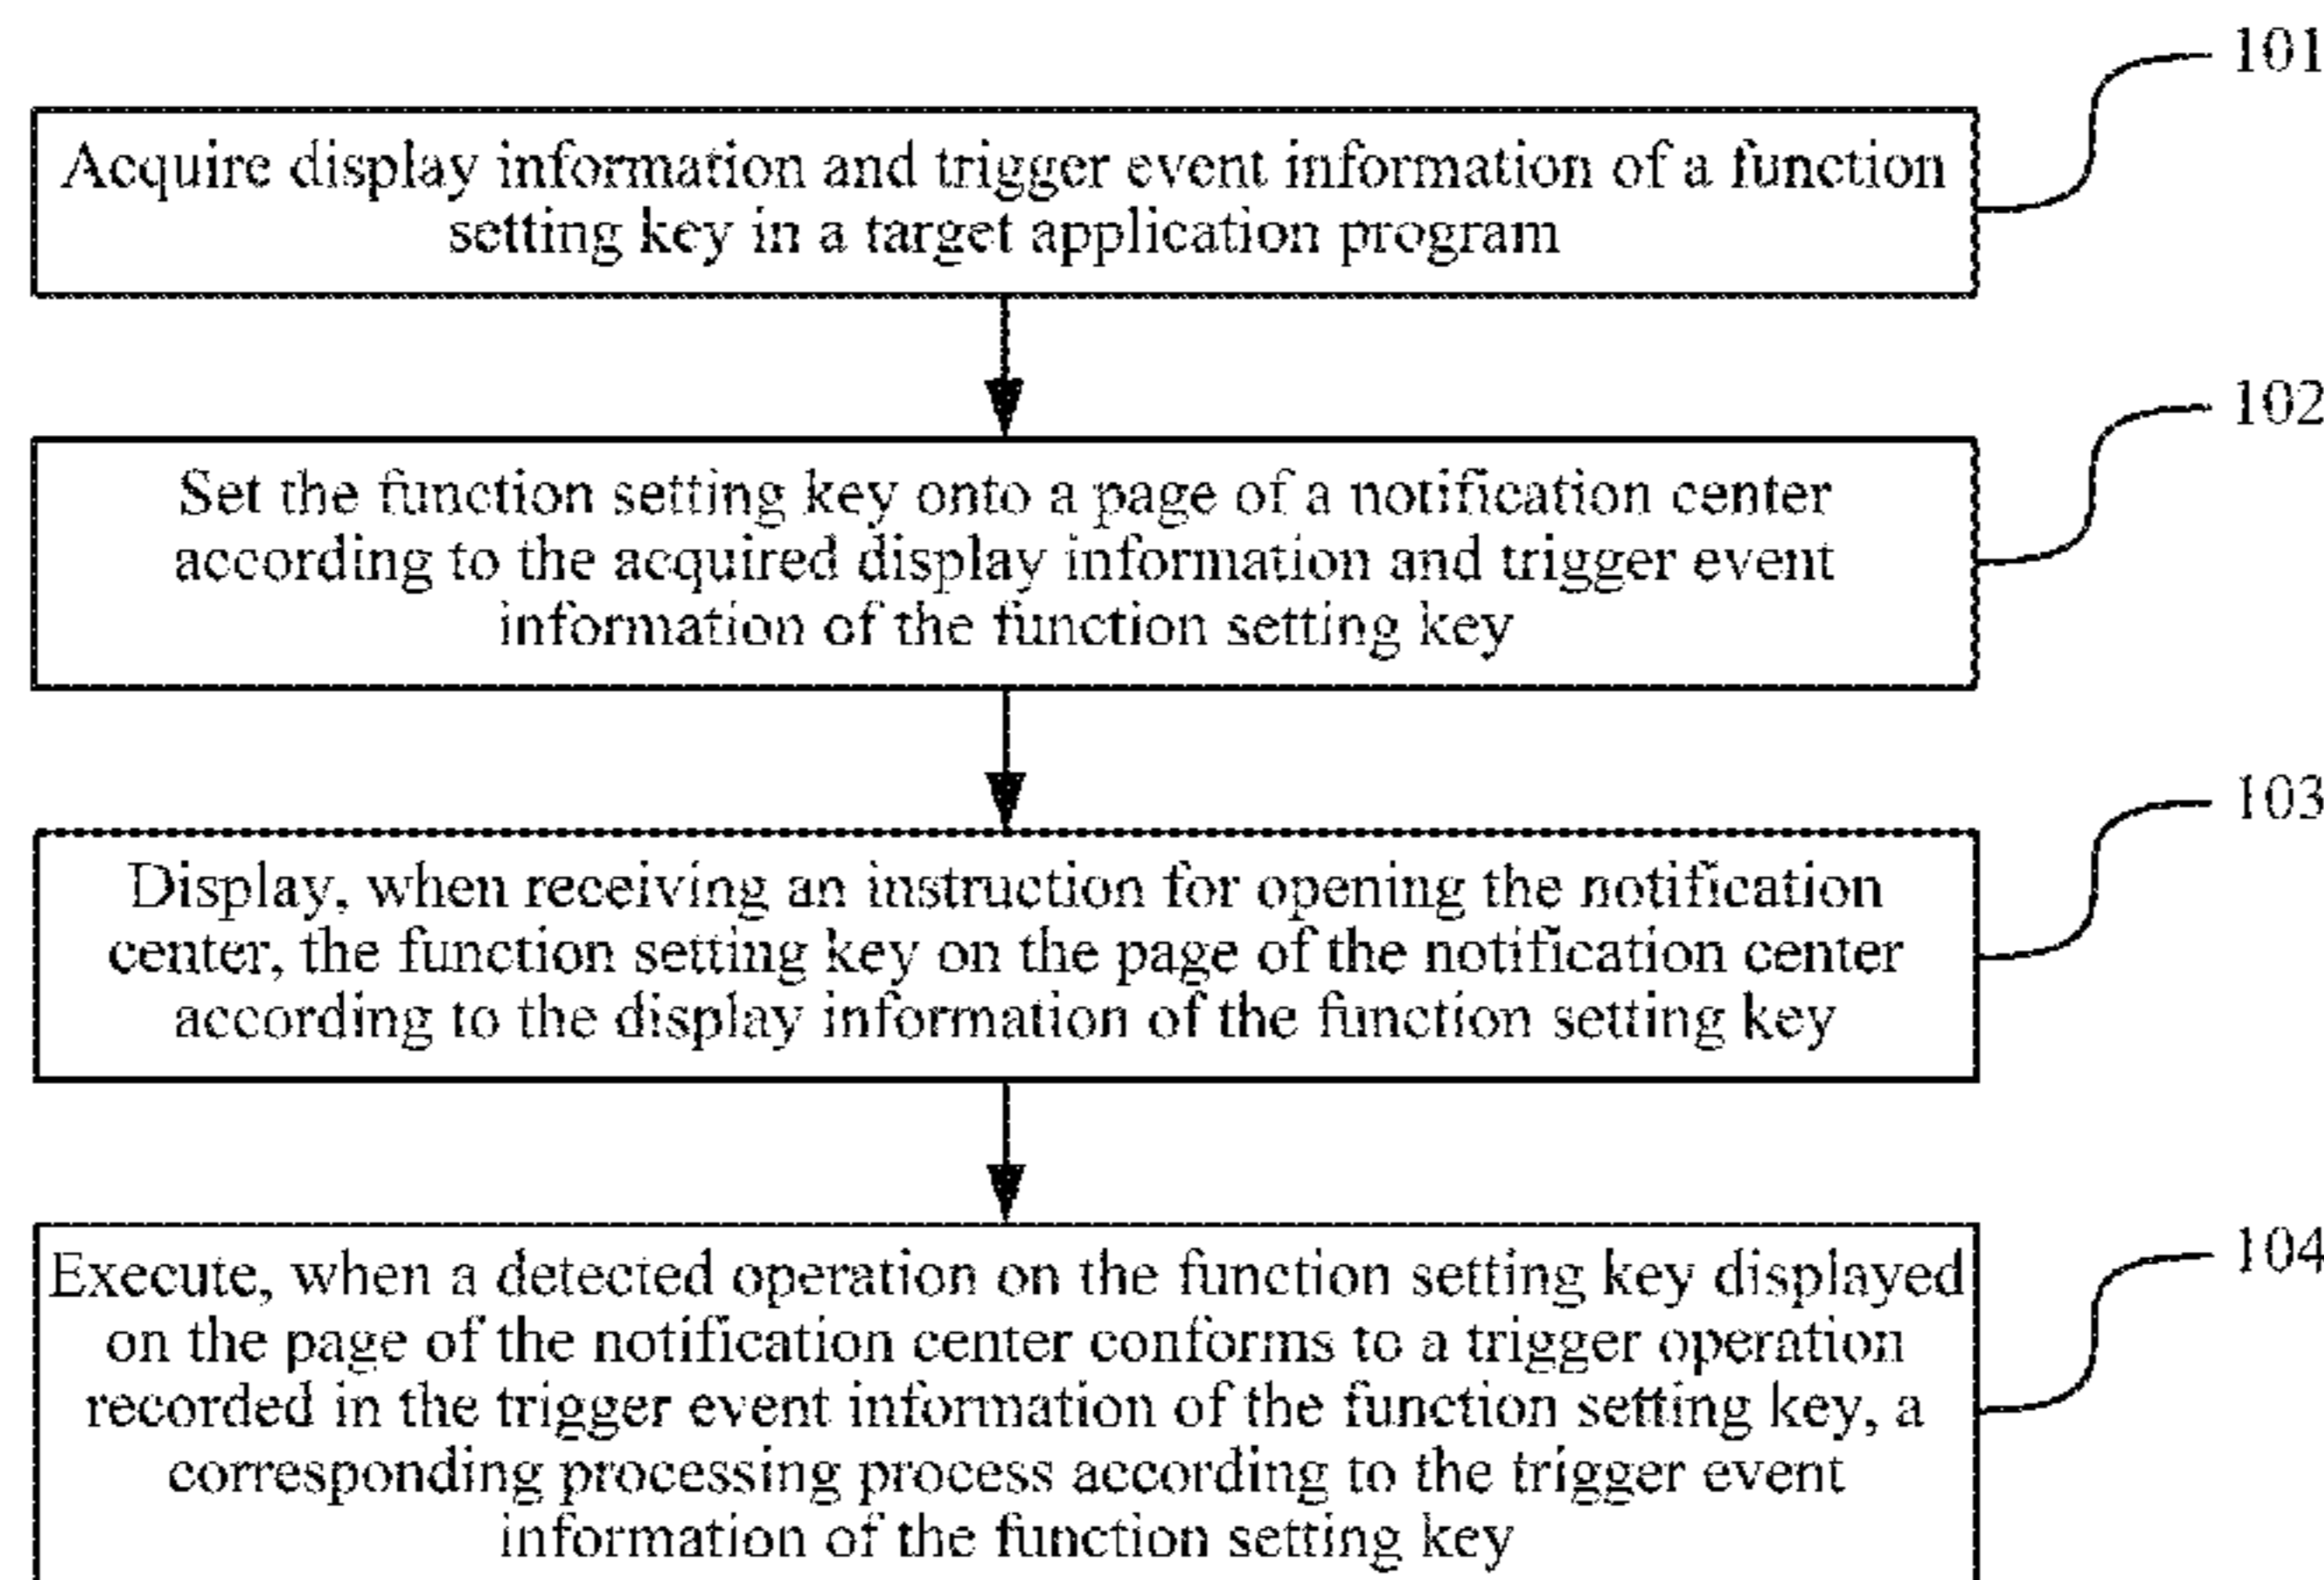 101
Acquire display information and trigger event information of a function
setting key in a target application program
102
Set the function setting key onto a page of a notification center
according to the acquired display information and trigger event
information of the function setting key
103
Display, when receiving an instruction for opening the notification
center, the function setting key on the page of the notification center
according to the display information of the function setting key
104
Execute, when a detected operation on the function setting key displayed
on the page of the notification center conforms to a trigger operation
recorded in the trigger event information of the function setting key, a
corresponding processing process according to the trigger event
information of the function setting key